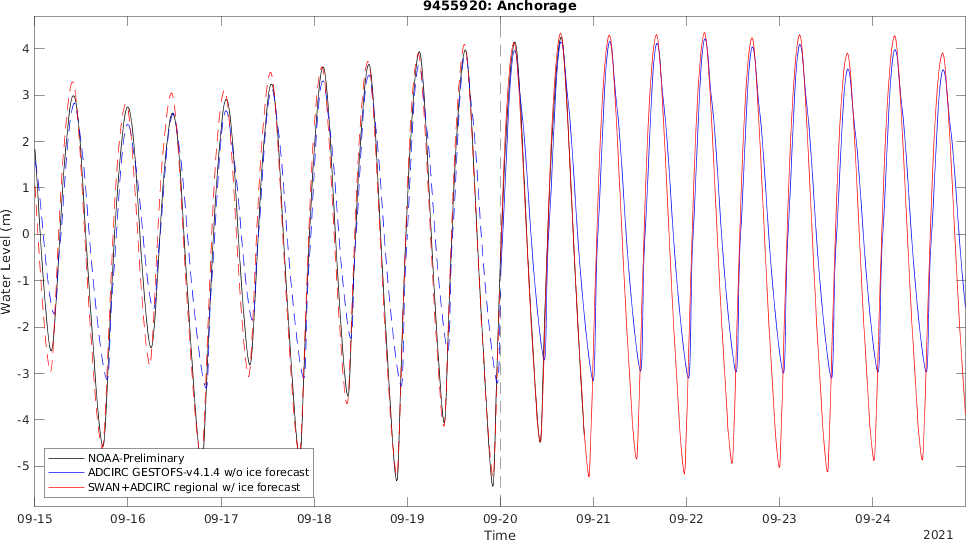 9455920: Anchorage
4
3
2
1
0
-1
-2
-3
-4
-5
Water Level (m)
NOAA-Preliminary
ADCIRC GESTOFS-v4.1.4 w/o ice forecast
SWAN+ADCIRC regional w/ ice forecast
09-15 09-16 09-17 09-18 09-19 09-20 09-21 09-22 09-23 09-24
Time
2021